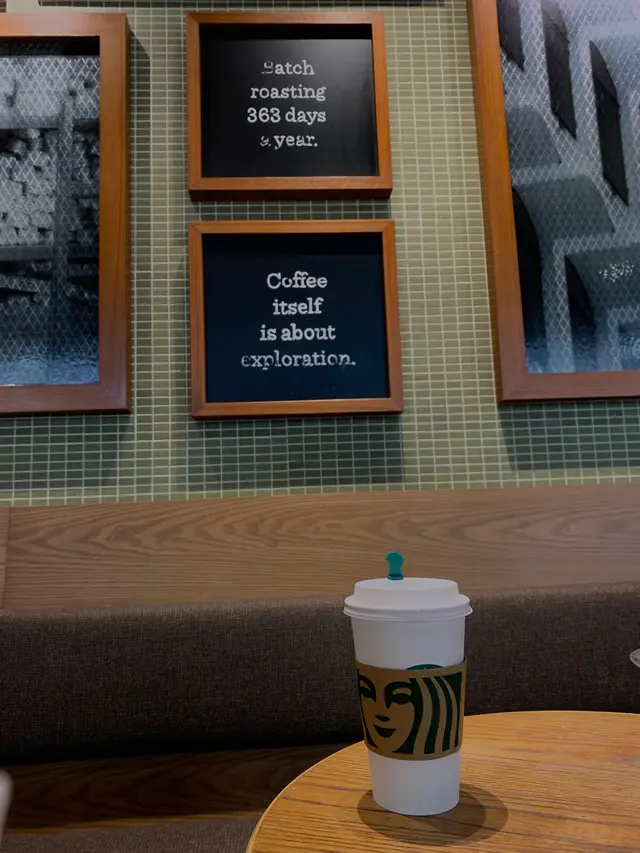 Batch
roasting
363 days
a year.
Coffee
itself
is about
exploration.